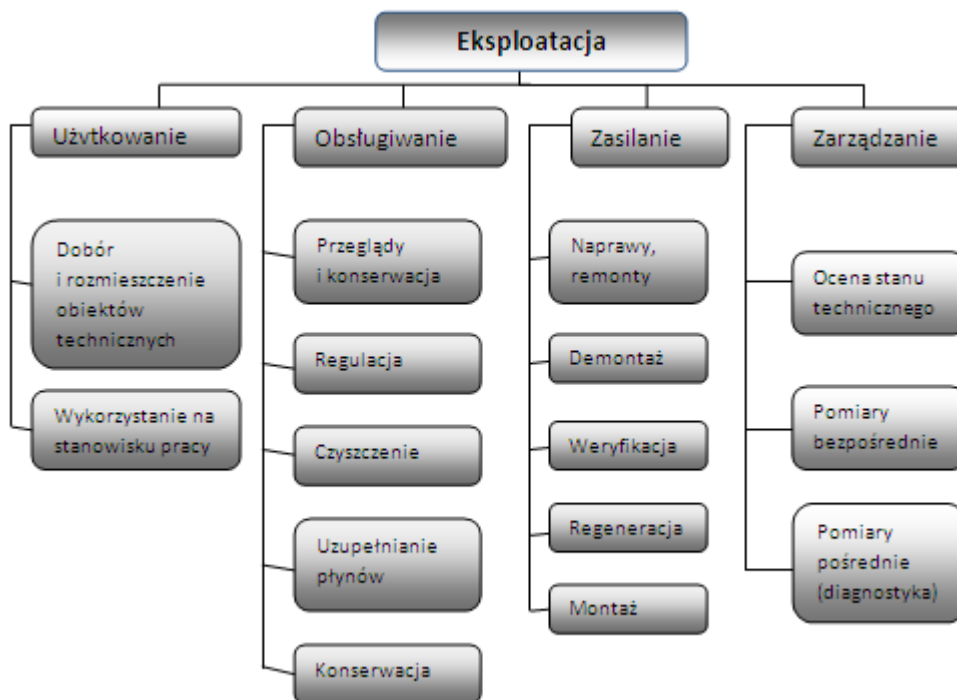 Eksploatacja
Użytkowanie
Dobór
i rozmieszczenie
obiektów
technicznych
Wykorzystanie na
stanowisku pracy
Obsługiwanie
Przeglądy
i konserwacja
Regulacja
Czyszczenie
Uzupełnianie
płynów
Konserwacja
Zasilanie
Naprawy,
remonty
Demontaż
Weryfikacja
Regeneracja
Montaż
Zarządzanie
Ocena stanu
technicznego
Pomiary
bezpośrednie
Pomiary
pośrednie
(diagnostyka)